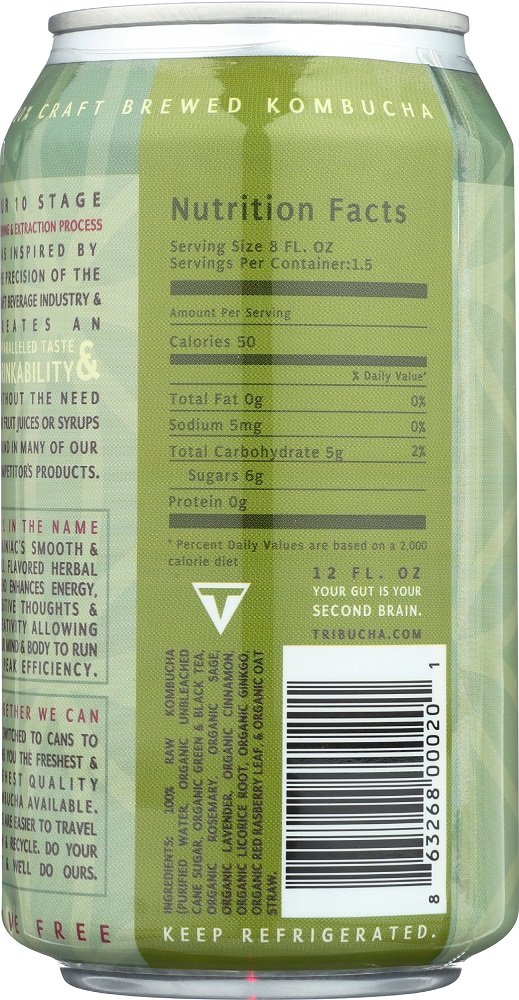 CRAFT BREWED KOMBUCHA
10 STAGE
& EXTRACTION PROCESS
INSPIRED BY
PRECISION OF THE
BEVERAGE INDUSTRY &
AN
TASTE
&
THE NEED
FRUIT JUICES OR SYRUPS
IN MANY OF OUR
PRODUCTS.
IN THE NAME
SMOOTH &
FLAVORED HERBAL
ENHANCES ENERGY,
THOUGHTS &
ALLOWING
MIND & BODY TO RUN
EFFICIENCY.
WE CAN
TO CANS TO
YOU THE FRESHEST &
QUALITY
AVAILABLE.
EASIER TO TRAVEL
& RECYCLE. DO YOUR
& WELL DO OURS.
FREE
Nutrition Facts
Serving Size 8 FL. OZ
Servings Per Container:1.5
Amount Per Serving
Calories 50
% Daily Value*
Total Fat 0g 0%
Sodium 5mg 0%
Total Carbohydrate 5g 2%
Sugars 6g
Protein 0g
* Percent Daily Values are based on a 2,000
calorie diet
12 FL. OZ
YOUR GUT IS YOUR
SECOND BRAIN.
TRIBUCHA.COM
INGREDIENTS: 100% RAW KOMBUCHA
(PURIFIED WATER, ORGANIC UNBLEACHED
CANE SUGAR, ORGANIC GREEN & BLACK TEA,
ORGANIC ROSEMARY, ORGANIC SAGE,
ORGANIC LAVENDER, ORGANIC CINNAMON,
ORGANIC LICORICE ROOT, ORGANIC GINKGO,
ORGANIC RED RASBERRY LEAF, & ORGANIC OAT
STRAW.
8 63268 00020 1
KEEP REFRIGERATED.